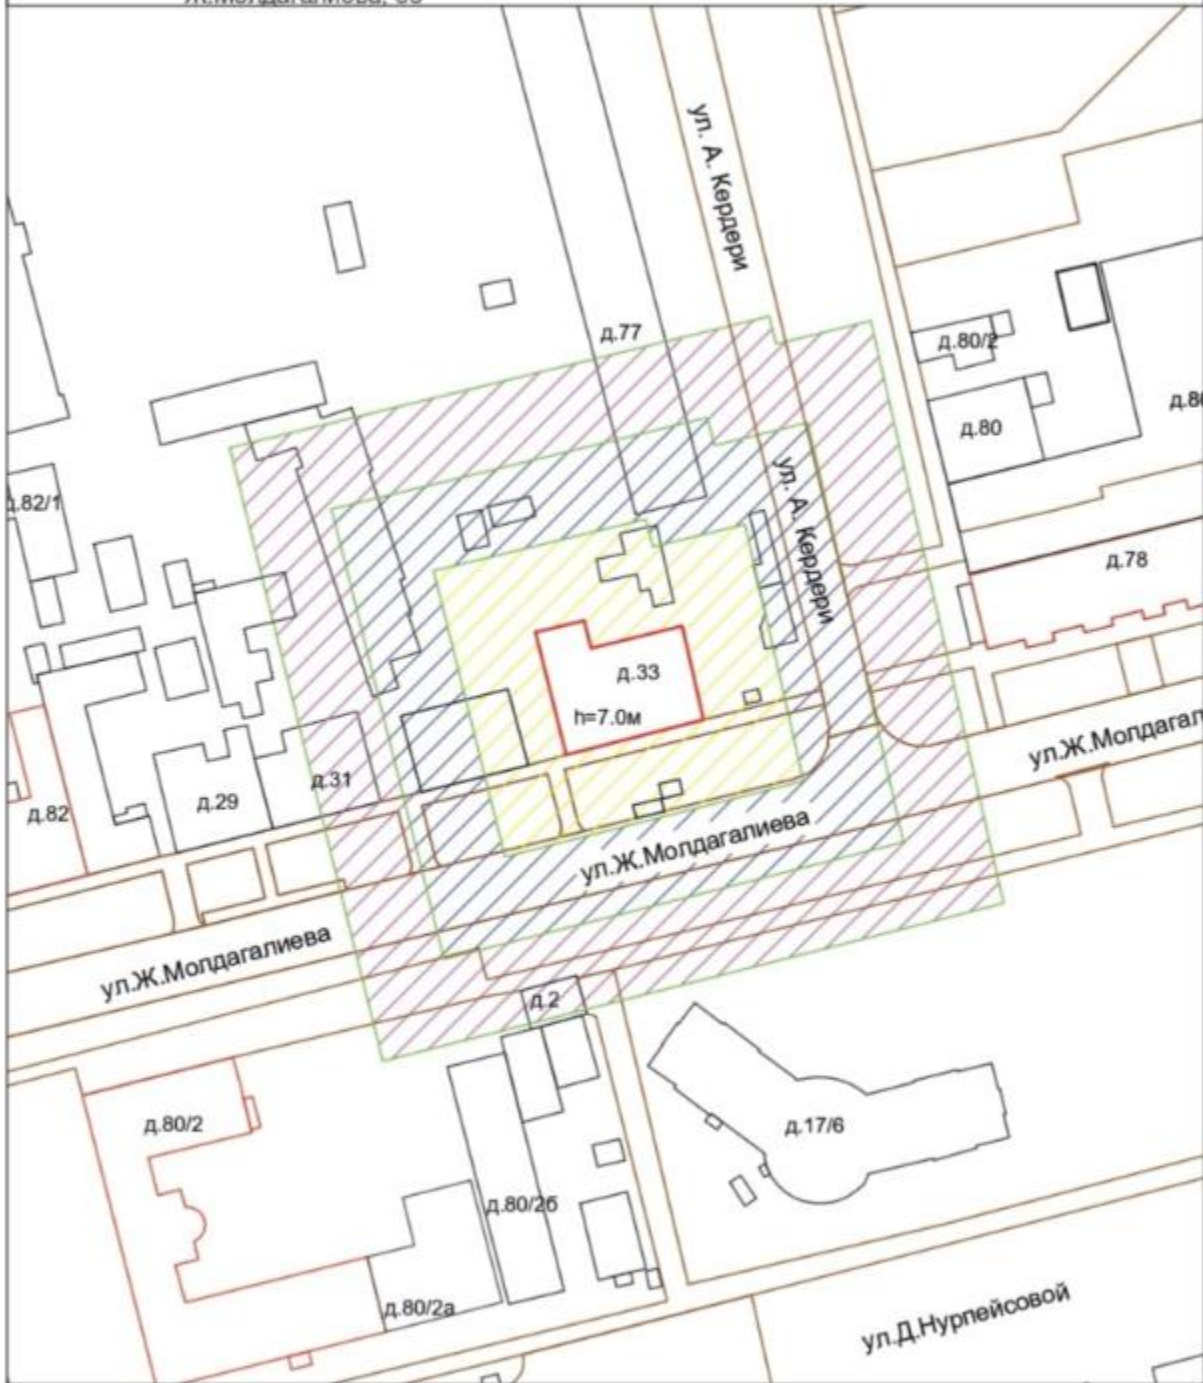 ул. А. Кердери
д.77
д.80/2
д.80
д.82/1
ул. А. Кердери
д.78
д.33
h=7.0м
ул.Ж.Молдагал
д.31
д.29
д.82
ул.Ж.Молдагалиева
ул.Ж.Молдагалиева
д.2
д.80/2
д.17/6
д.80/2б
д.80/2а
ул.Д.Нурпейсовой